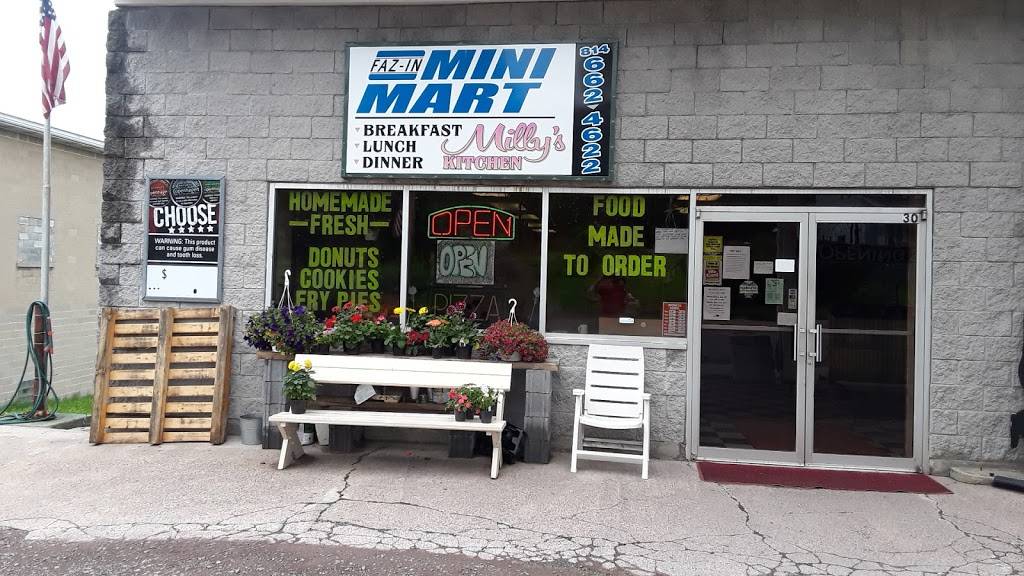 FAZ-IN MINI
MART
BREAKFAST
LUNCH
DINNER
Milly's
KITCHEN
814 662-4622
CHOOSE
WARNING: This product
can cause gum disease
and tooth loss.
$
HOMEMADE
-FRESH-
DONUTS
COOKIES
FRY PIES
OPEN
OPEN
PIZZA
FOOD
MADE
TO ORDER
30